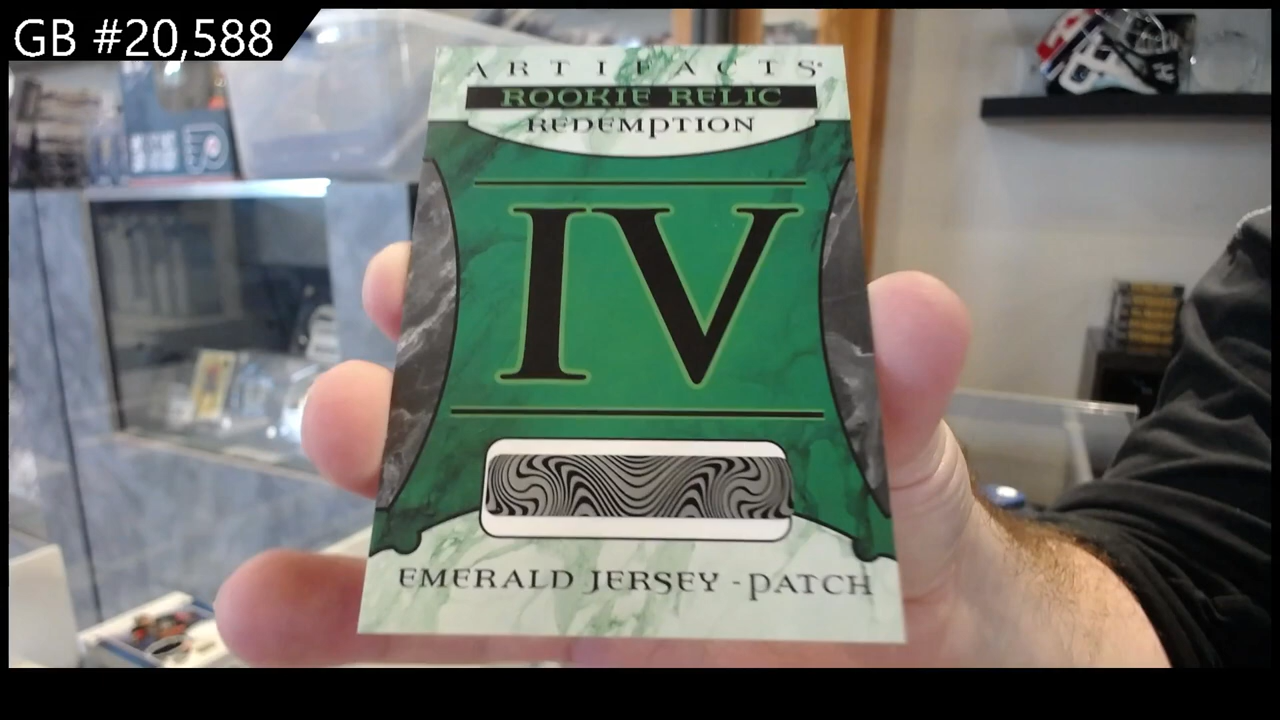 GB #20,588
ARTIFACTS
ROOKIE RELIC
REDEMPTION
IV
EMERALD JERSEY - PATCH